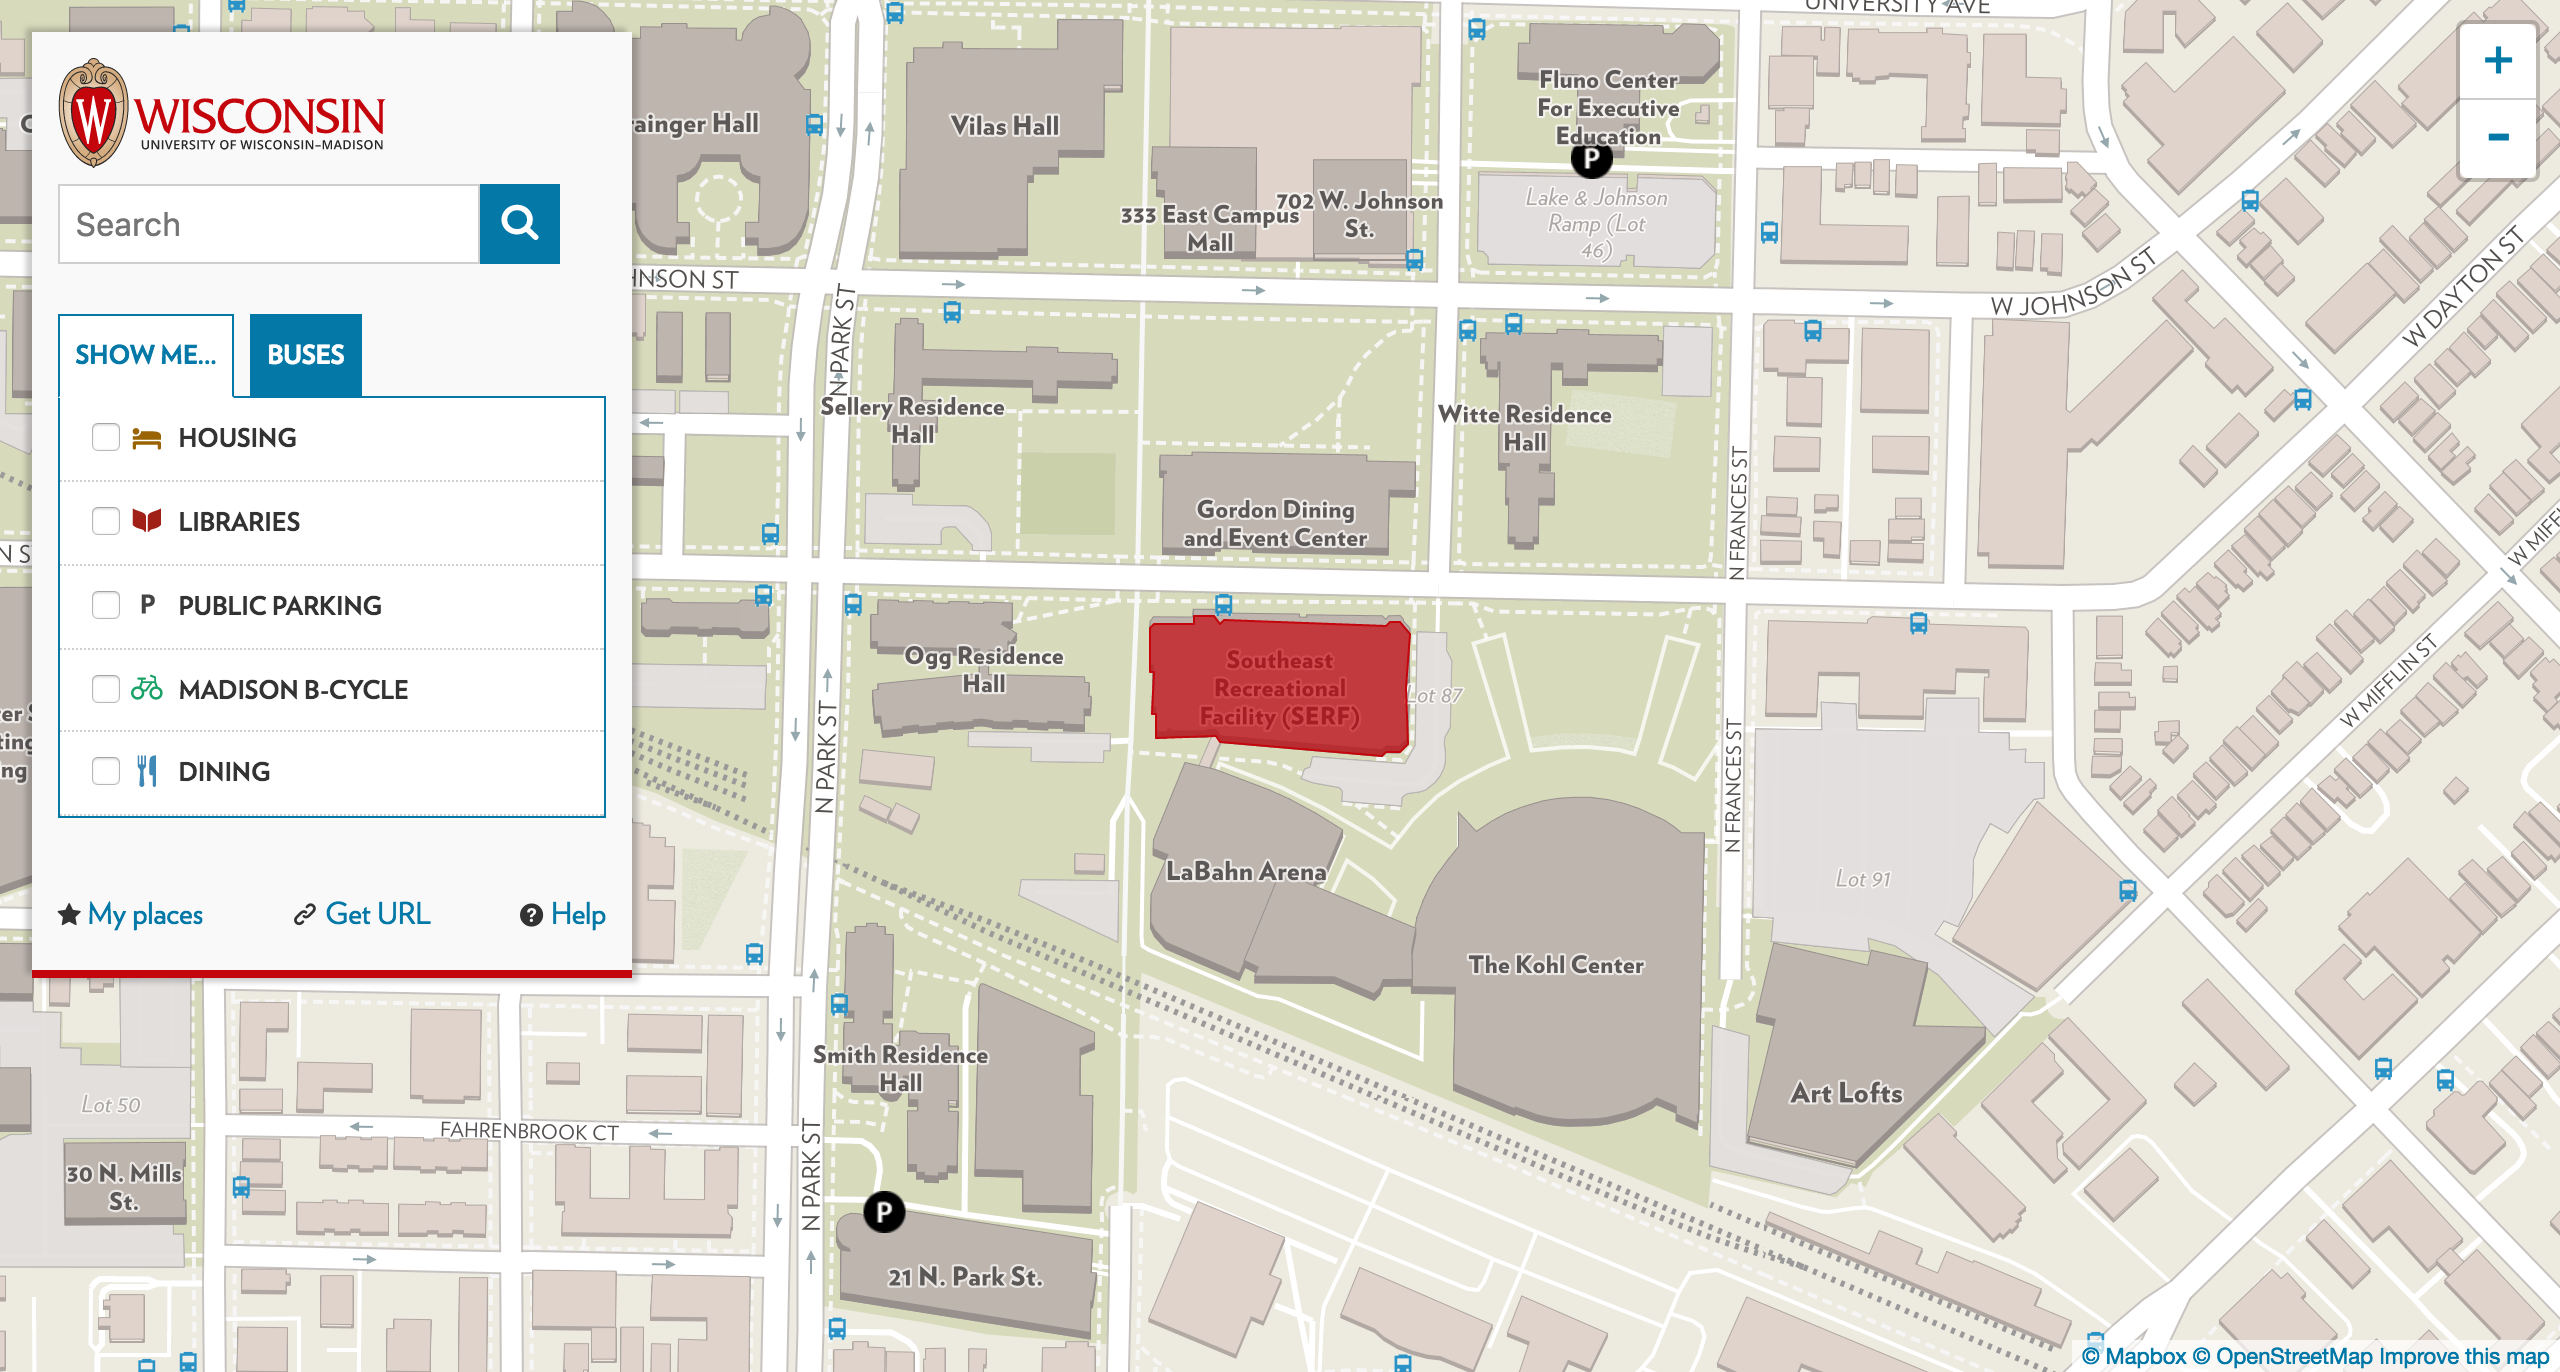 WISCONSIN
UNIVERSITY OF WISCONSIN–MADISON
Search
SHOW ME...
BUSES
HOUSING
LIBRARIES
P PUBLIC PARKING
MADISON B-CYCLE
DINING
My places
Get URL
? Help
+
-
UNIVERSITY AVE
Vilas Hall
Fluno Center
For Executive
Education
P
Lake & Johnson
Ramp (Lot
46)
702 W. Johnson
St.
333 East Campus
Mall
W JOHNSON ST
W DAYTON ST
N PARK ST
Sellery Residence
Hall
Witte Residence
Hall
Gordon Dining
and Event Center
N FRANCES ST
W MIFFLIN ST
Ogg Residence
Hall
Southeast
Recreational
Facility (SERF)
Lot 87
N PARK ST
N FRANCES ST
LaBahn Arena
The Kohl Center
Lot 91
Art Lofts
Smith Residence
Hall
Lot 50
FAHRENBROOK CT
30 N. Mills
St.
N PARK ST
P
21 N. Park St.
© Mapbox © OpenStreetMap Improve this map